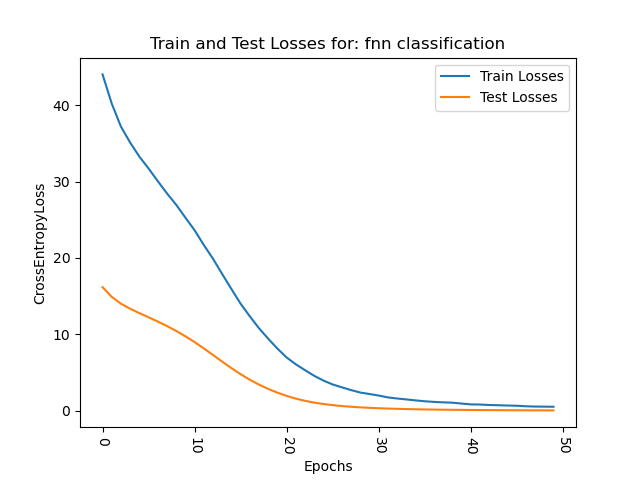 Train and Test Losses for: fnn classification
Train Losses
Test Losses
CrossEntropyLoss
40
30
20
10
0
0
10
20
30
40
50
Epochs